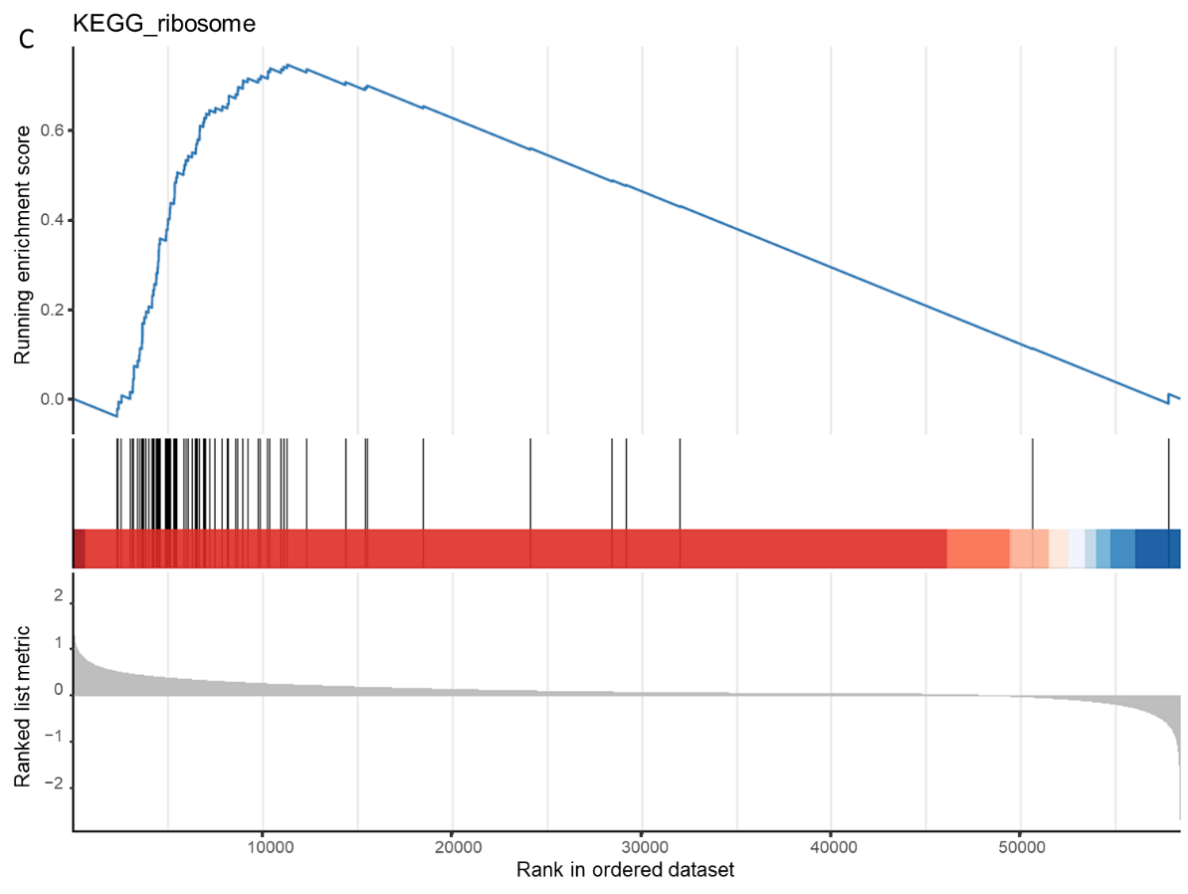 C
KEGG_ribosome
Running enrichment score
0.6
0.4
0.2
0.0
Ranked list metric
2
1
0
−1
−2
10000 20000 30000 40000 50000
Rank in ordered dataset